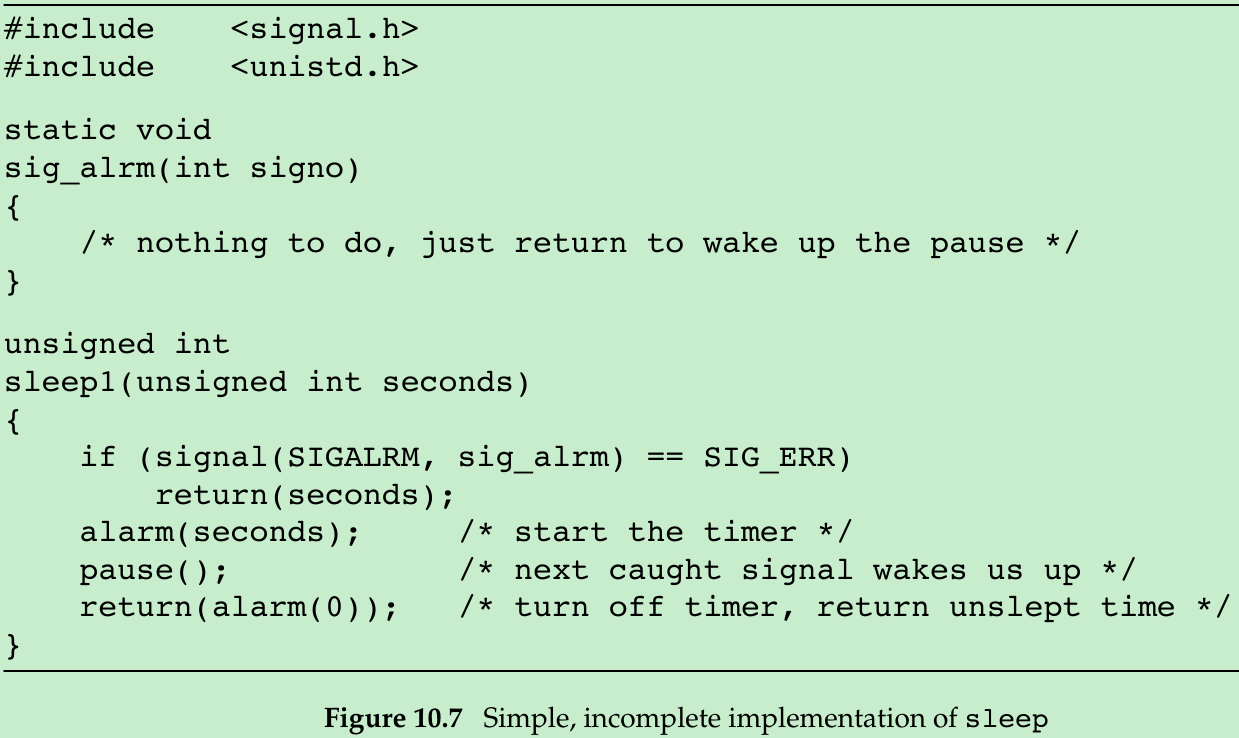 #include    <signal.h>
#include    <unistd.h>
static void
sig_alrm(int signo)
{
    /* nothing to do, just return to wake up the pause */
}
unsigned int
sleep1(unsigned int seconds)
{
    if (signal(SIGALRM, sig_alrm) == SIG_ERR)
        return(seconds);
    alarm(seconds);     /* start the timer */
    pause();            /* next caught signal wakes us up */
    return(alarm(0));   /* turn off timer, return unslept time */
}
Figure 10.7 Simple, incomplete implementation of sleep